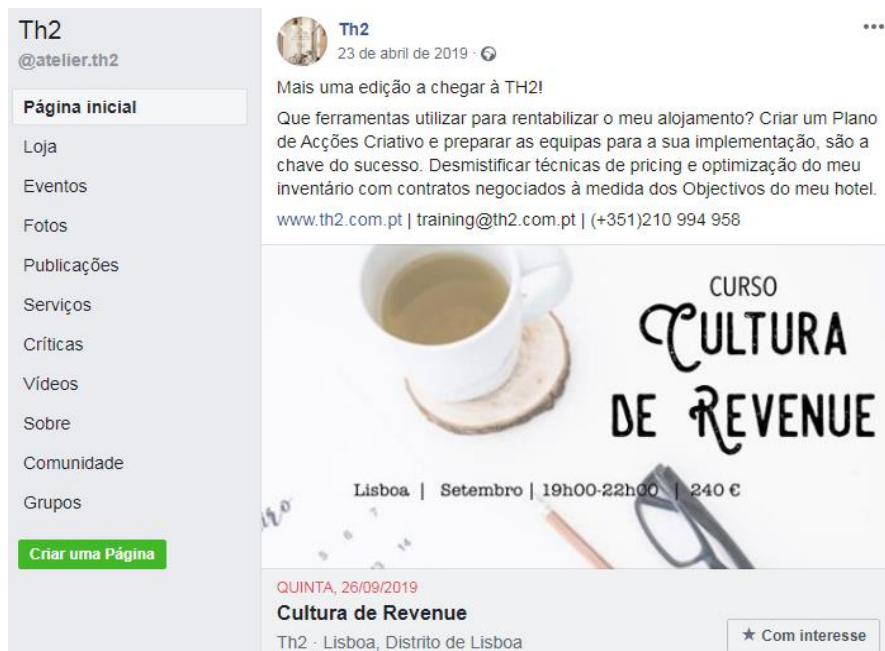 Th2
@atelier.th2
Página inicial
Loja
Eventos
Fotos
Publicações
Serviços
Críticas
Vídeos
Sobre
Comunidade
Grupos
Criar uma Página
Th2
23 de abril de 2019
Mais uma edição a chegar à TH2!
Que ferramentas utilizar para rentabilizar o meu alojamento? Criar um Plano
de Acções Criativo e preparar as equipas para a sua implementação, são a
chave do sucesso. Desmistificar técnicas de pricing e optimização do meu
inventário com contratos negociados à medida dos Objectivos do meu hotel.
www.th2.com.pt | training@th2.com.pt | (+351)210 994 958
CURSO
CULTURA
DE REVENUE
Lisboa | Setembro | 19h00-22h00 | 240 €
5 6 7
13 14
QUINTA, 26/09/2019
Cultura de Revenue
Th2 · Lisboa, Distrito de Lisboa
★ Com interesse